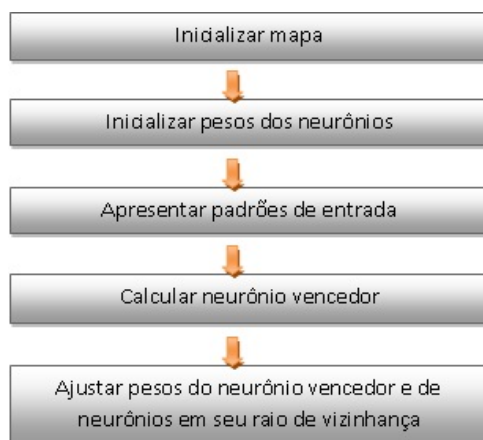 Inicializar mapa
Inicializar pesos dos neurônios
Apresentar padrões de entrada
Calcular neurônio vencedor
Ajustar pesos do neurônio vencedor e de
neurônios em seu raio de vizinhança